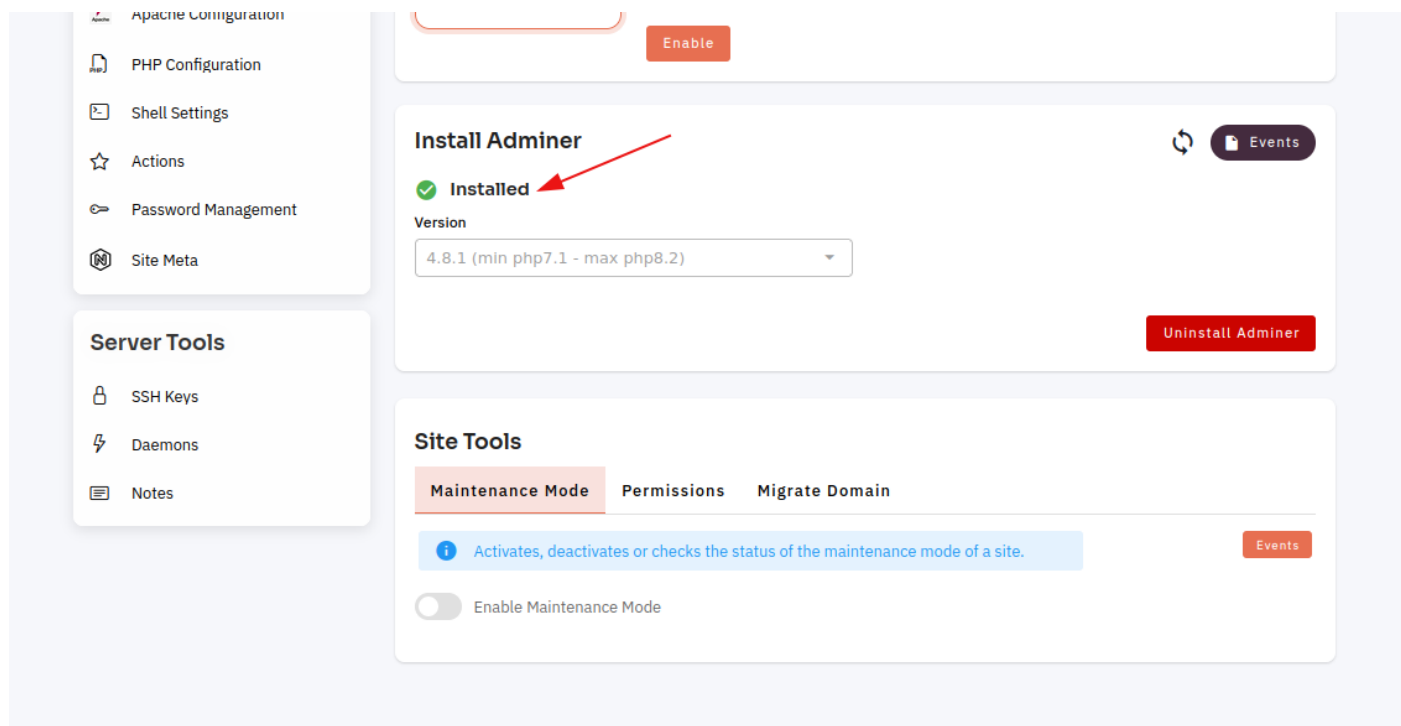 Apache Configuration
PHP Configuration
Shell Settings
Actions
Password Management
Site Meta
Server Tools
SSH Keys
Daemons
Notes
Enable
Install Adminer
Events
Installed
Version
4.8.1 (min php7.1 - max php8.2)
Uninstall Adminer
Site Tools
Maintenance Mode Permissions Migrate Domain
Activates, deactivates or checks the status of the maintenance mode of a site.
Events
Enable Maintenance Mode